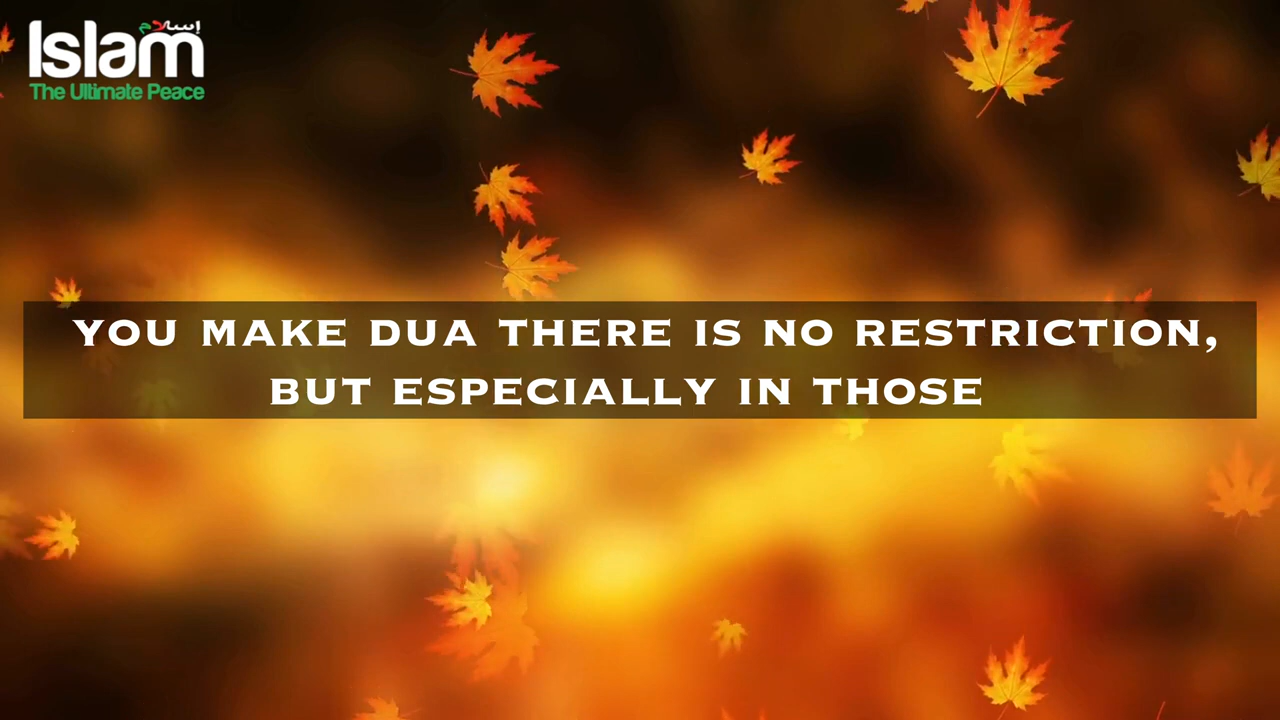 إسلام
Islam
The Ultimate Peace
YOU MAKE DUA THERE IS NO RESTRICTION,
BUT ESPECIALLY IN THOSE